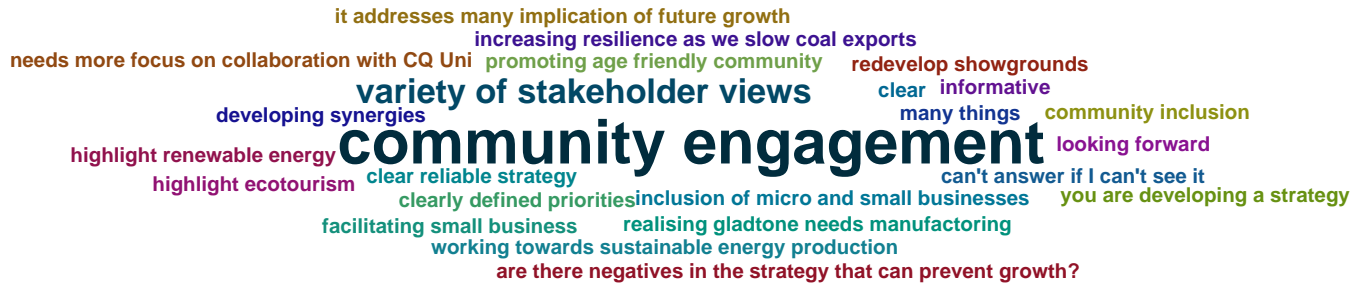 it addresses many implication of future growth
increasing resilience as we slow coal exports
needs more focus on collaboration with CQ Uni
promoting age friendly community
redevelop showgrounds
variety of stakeholder views
clear
informative
developing synergies
many things
community inclusion
community engagement
looking forward
highlight renewable energy
clear reliable strategy
can't answer if I can't see it
highlight ecotourism
clearly defined priorities
inclusion of micro and small businesses
you are developing a strategy
facilitating small business
realising gladtone needs manufactoring
working towards sustainable energy production
are there negatives in the strategy that can prevent growth?